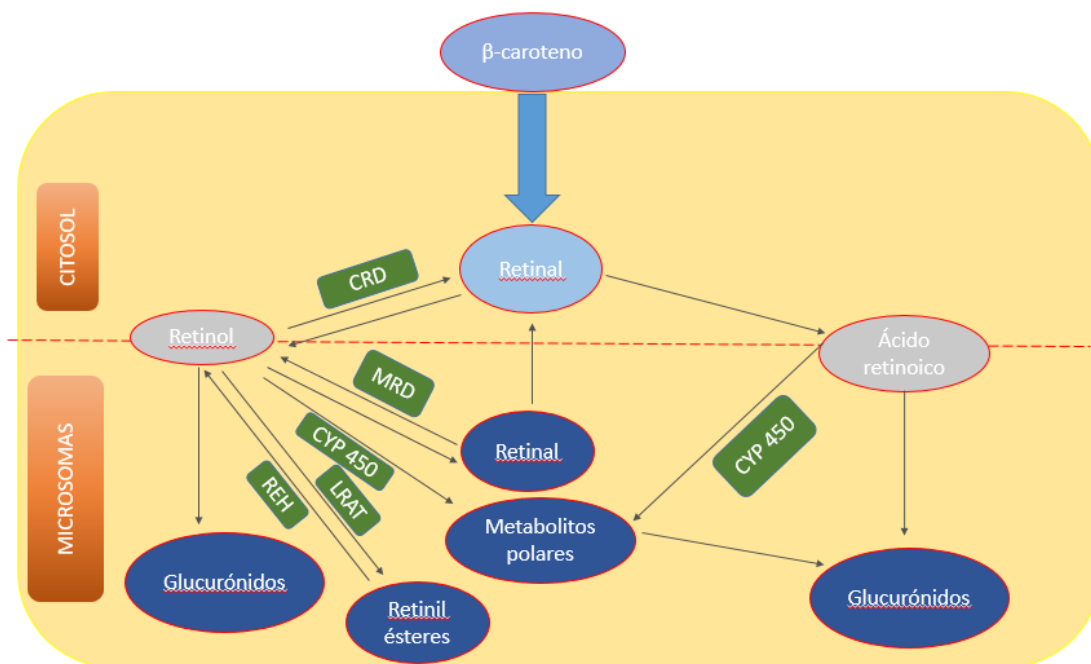 β-caroteno
CITOSOL
Retinal
CRD
Retinol
Ácido
retinoico
MICROSOMAS
MRD
CYP 450
Retinal
CYP 450
REH
LRAT
Metabolitos
polares
Glucurónidos
Retinil
ésteres
Glucurónidos